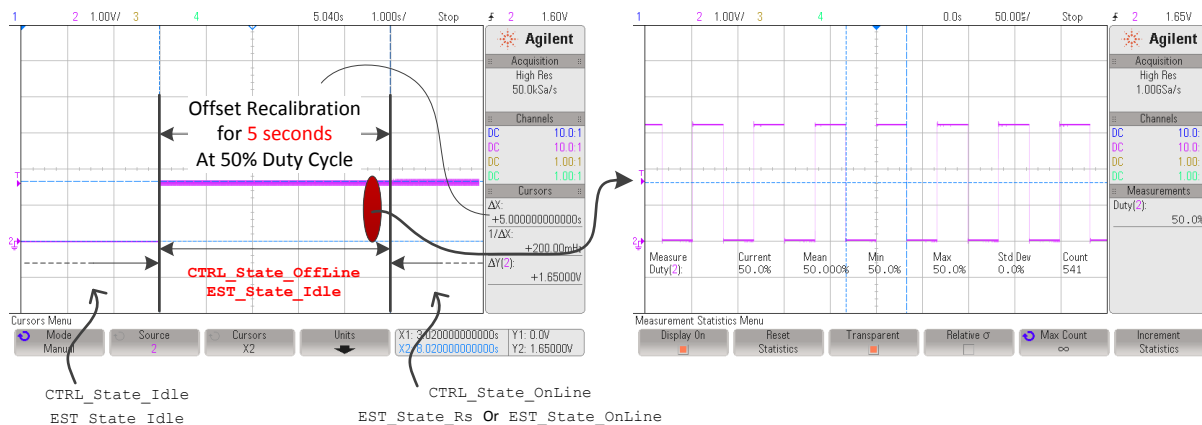 1 2 1.00V/ 3 4 5.040s 1.000s/ Stop 2 1.60V
Agilent
Acquisition
High Res
50.0kSa/s
Channels
DC 10.0:1
DC 10.0:1
DC 1.00:1
DC 1.00:1
Cursors
ΔX:
+5.000000000000s
1/ΔX:
+200.00mHz
ΔY(2):
+1.65000V
Offset Recalibration
for 5 seconds
At 50% Duty Cycle
T
2
CTRL_State_OffLine
EST_State_Idle
Cursors Menu
Mode
Manual
Source
2
Cursors
X2
Units
X1: 3.020000000000s Y1: 0.0V
X2: 8.020000000000s Y2: 1.65000V
CTRL_State_Idle
EST_State_Idle
CTRL_State_OnLine
EST_State_Rs Or EST_State_OnLine
1 2 1.00V/ 3 4 0.0s 50.00µ/ Stop 2 1.65V
Agilent
Acquisition
High Res
1.00GSa/s
Channels
DC 10.0:
DC 10.0:
DC 1.00:
DC 1.00:
Measurements
Duty(2):
50.0%
T
2
Measure Current Mean Min Max Std Dev Count
Duty(2): 50.0% 50.000% 50.0% 50.0% 0.0% 541
Measurement Statistics Menu
Display On
Reset
Statistics
Transparent
Relative σ
Max Count
∞
Increment
Statistics